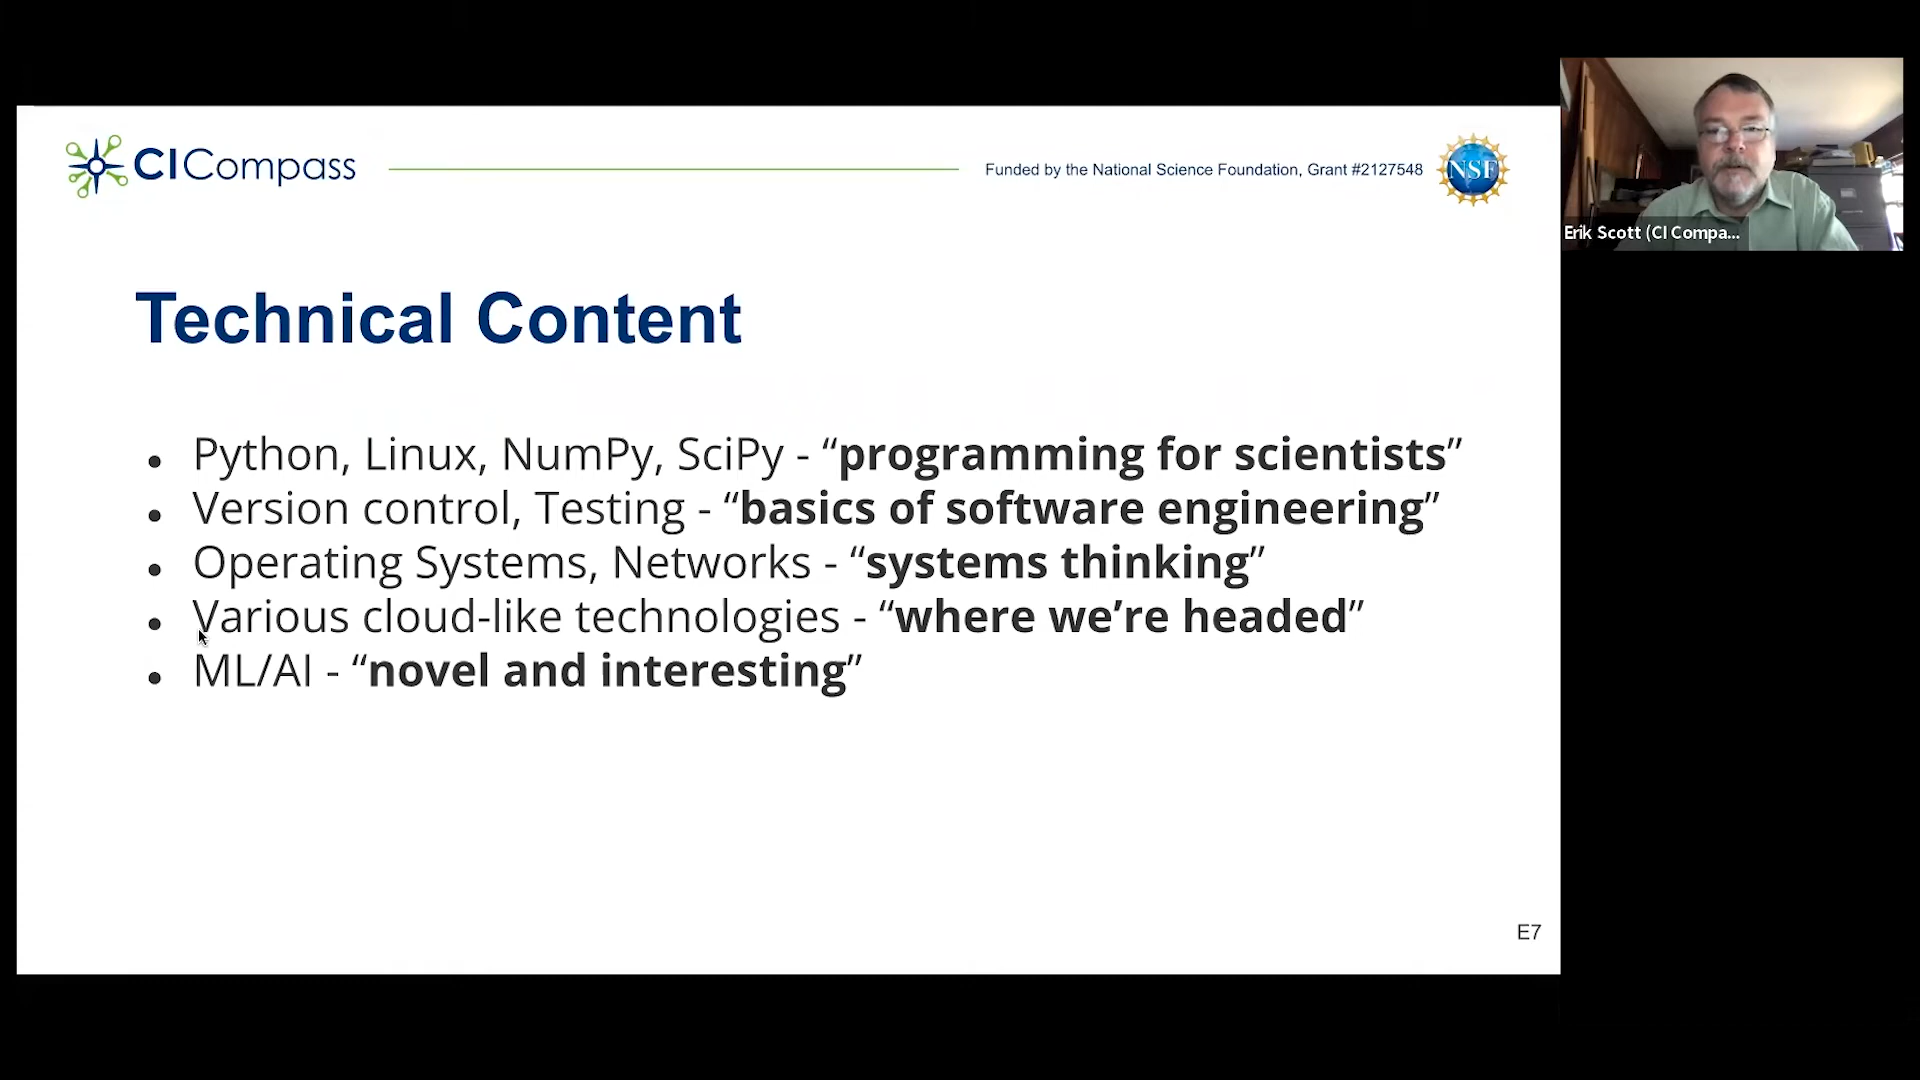 CICompass
Funded by the National Science Foundation, Grant #2127548
NSF
Erik Scott (CI Compa...
Technical Content
• Python, Linux, NumPy, SciPy - “programming for scientists”
• Version control, Testing - “basics of software engineering”
• Operating Systems, Networks - “systems thinking”
• Various cloud-like technologies - “where we’re headed”
• ML/AI - “novel and interesting”
E7